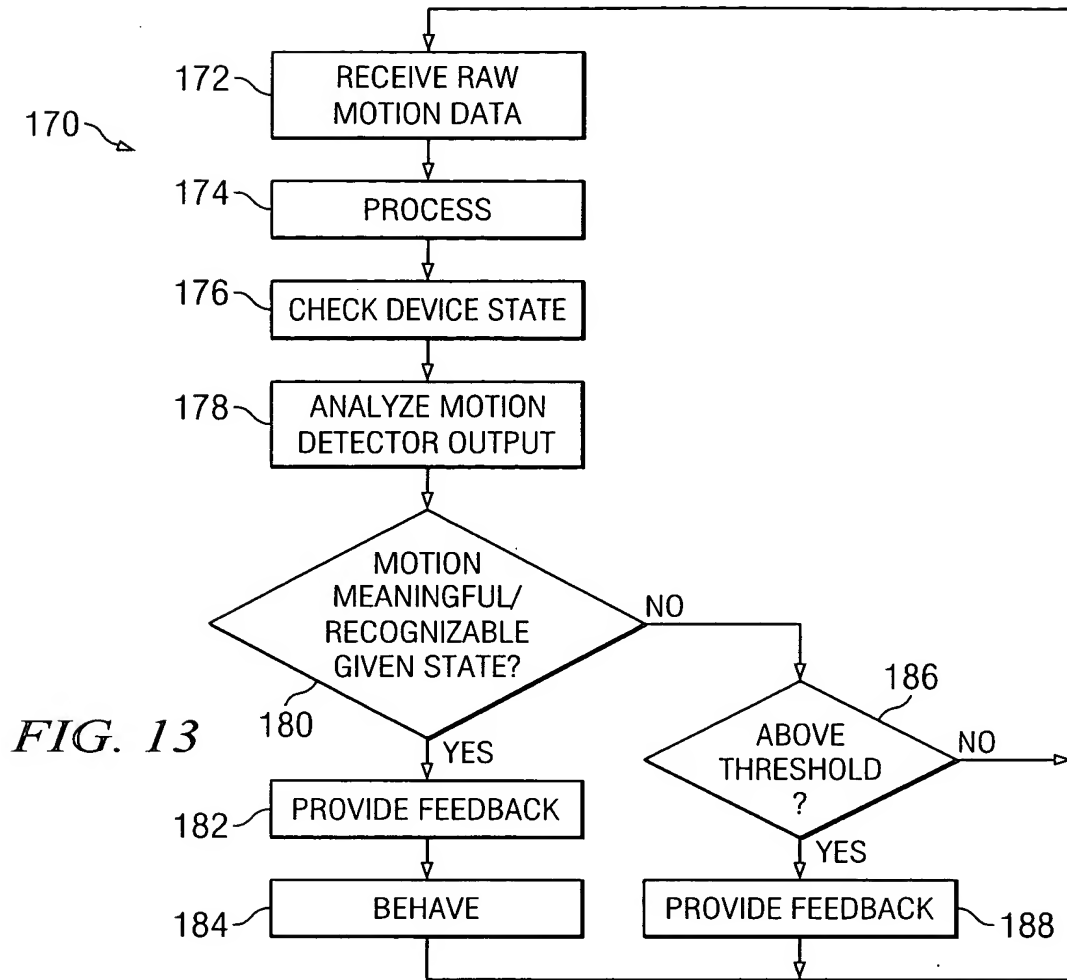 172
RECEIVE RAW
MOTION DATA
170
174
PROCESS
176
CHECK DEVICE STATE
178
ANALYZE MOTION
DETECTOR OUTPUT
MOTION
MEANINGFUL/
RECOGNIZABLE
GIVEN STATE?
NO
180
YES
186
ABOVE
THRESHOLD
?
NO
YES
FIG. 13
182
PROVIDE FEEDBACK
184
BEHAVE
PROVIDE FEEDBACK
188